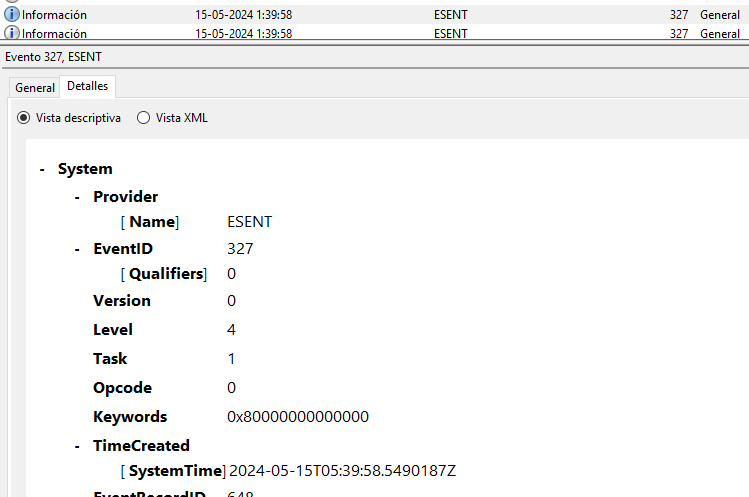 Información 15-05-2024 1:39:58 ESENT 327 General
Información 15-05-2024 1:39:58 ESENT 327 General
Evento 327, ESENT
General Detalles
Vista descriptiva Vista XML
- System
- Provider
[ Name] ESENT
- EventID 327
[ Qualifiers] 0
Version 0
Level 4
Task 1
Opcode 0
Keywords 0x80000000000000
- TimeCreated
[ SystemTime] 2024-05-15T05:39:58.5490187Z
EventRecordID 648